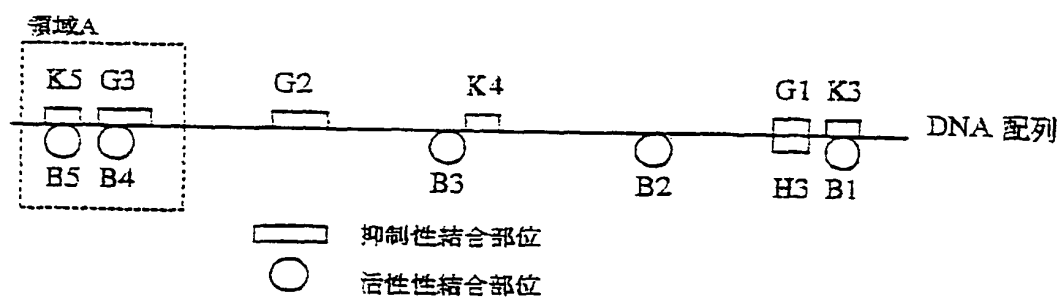 領域A
K5 G3 G2 K4 G1 K3
DNA 配列
B5 B4 B3 B2 H3 B1
抑制性結合部位
活性性結合部位